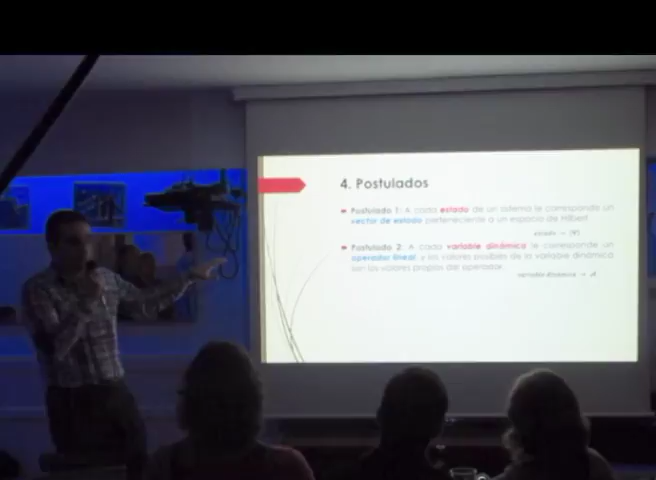 4. Postulados
Postulado 1: A cada estado de un sistema le corresponde un
vector de estado perteneciente a un espacio de Hilbert
estado → |Ψ⟩
Postulado 2: A cada variable dinámica le corresponde un
operador lineal, y los valores posibles de la variable dinámica
son los valores propios del operador.
variable dinámica → A